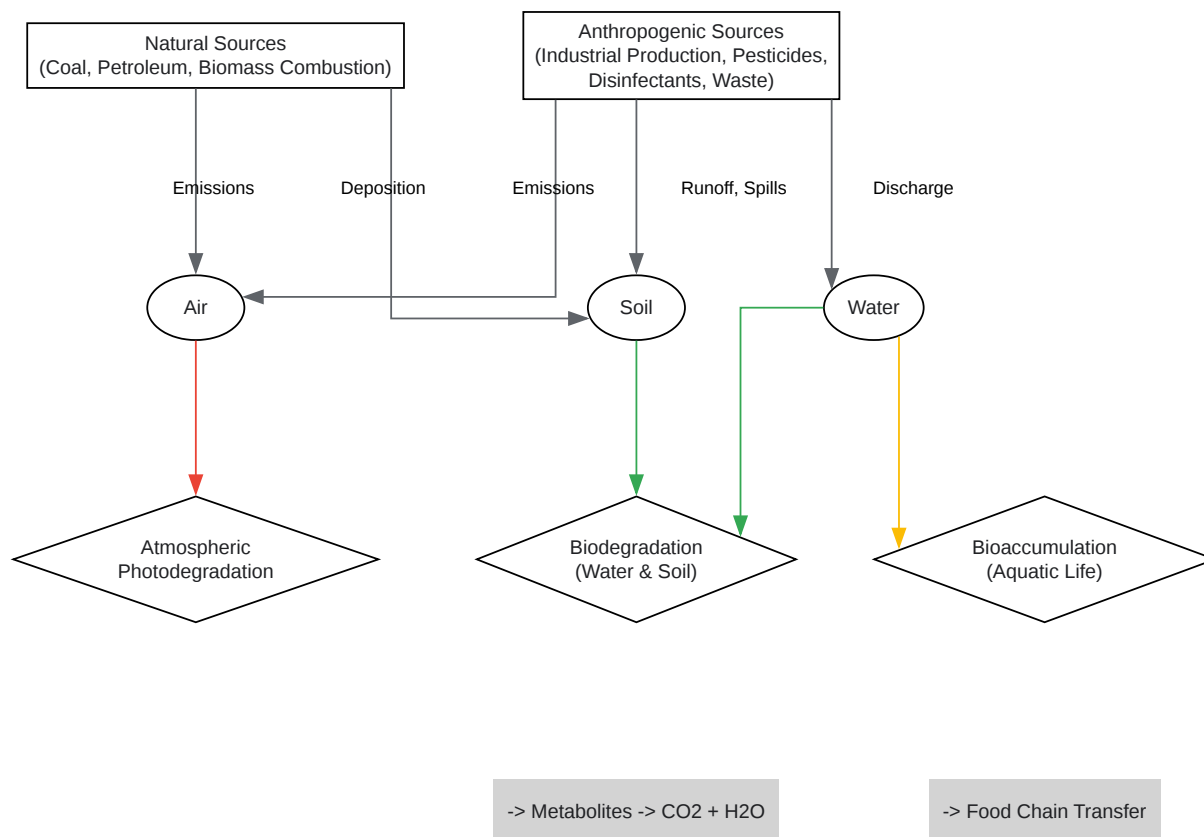 Natural Sources
(Coal, Petroleum, Biomass Combustion)
Anthropogenic Sources
(Industrial Production, Pesticides,
Disinfectants, Waste)
Emissions
Deposition
Emissions
Runoff, Spills
Discharge
Air
Soil
Water
Atmospheric
Photodegradation
Biodegradation
(Water & Soil)
Bioaccumulation
(Aquatic Life)
-> Metabolites -> CO2 + H2O
-> Food Chain Transfer